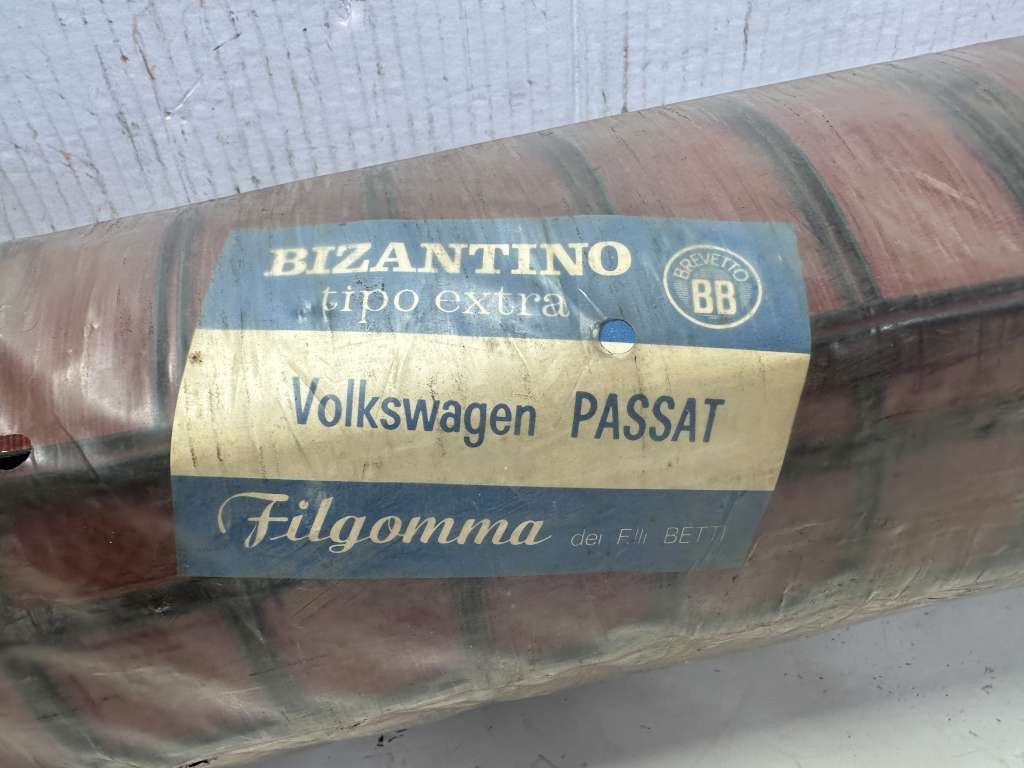 BIZANTINO
tipo extra
BREVETTO
BB
Volkswagen PASSAT
Filgomma dei F.lli BETTI